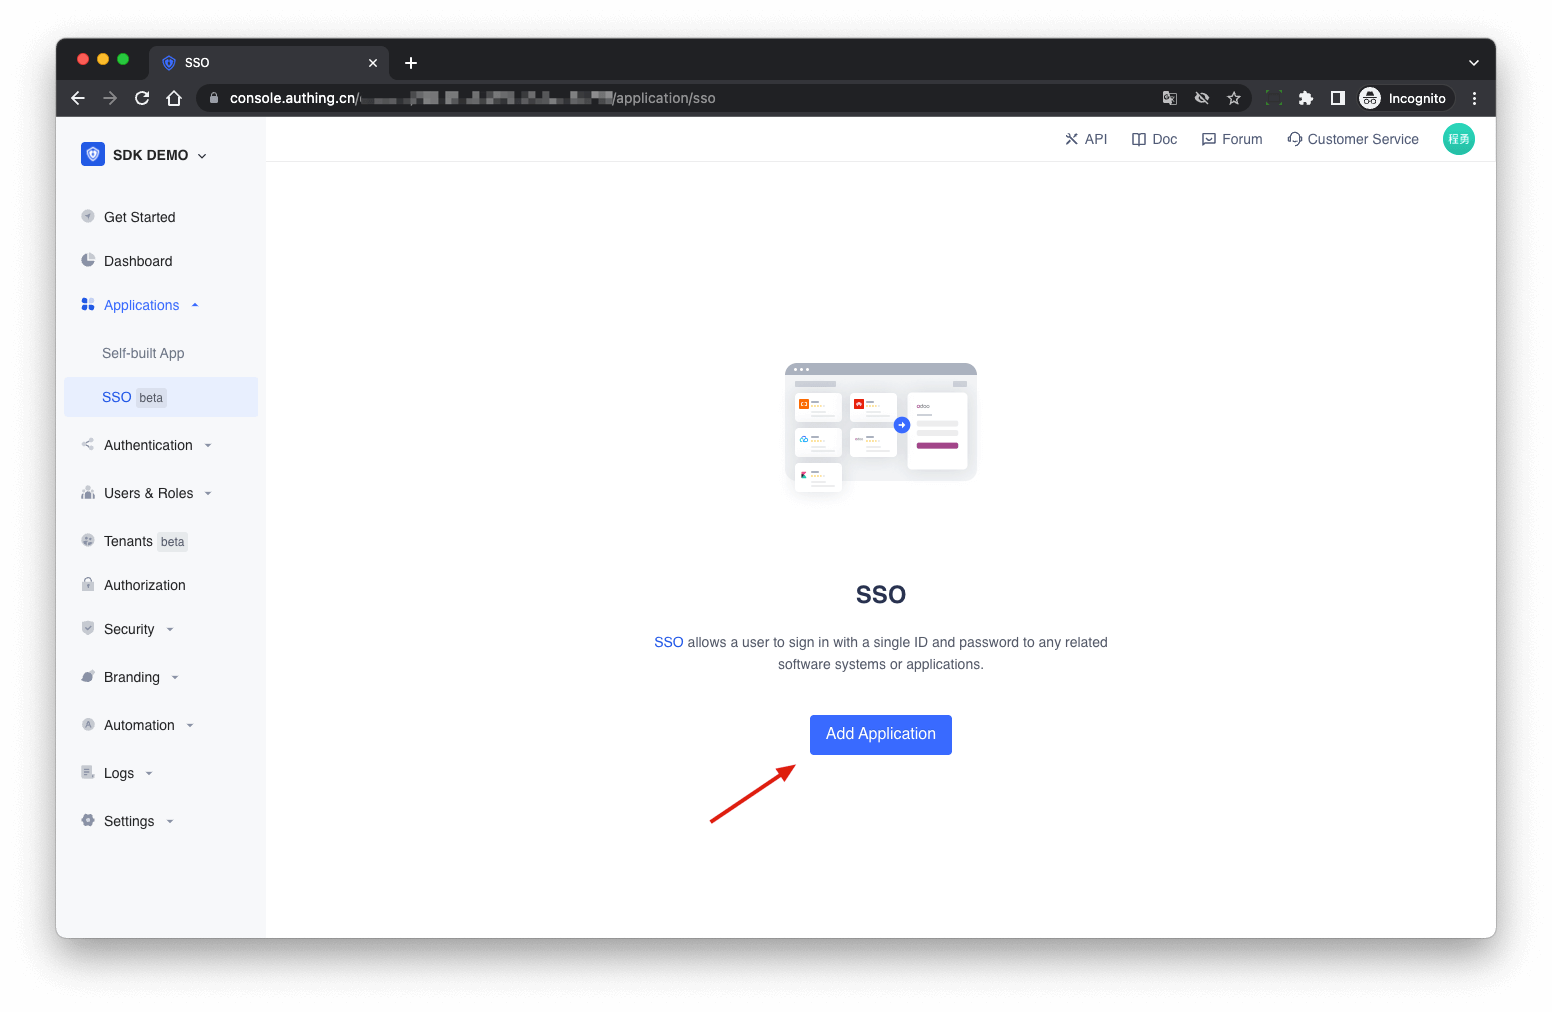 SSO
console.authing.cn/
/application/sso
Incognito
SDK DEMO
API
Doc
Forum
Customer Service
程勇
Get Started
Dashboard
Applications
Self-built App
SSO beta
Authentication
Users & Roles
Tenants beta
Authorization
Security
Branding
Automation
Logs
Settings
odoo
SSO
SSO allows a user to sign in with a single ID and password to any related
software systems or applications.
Add Application